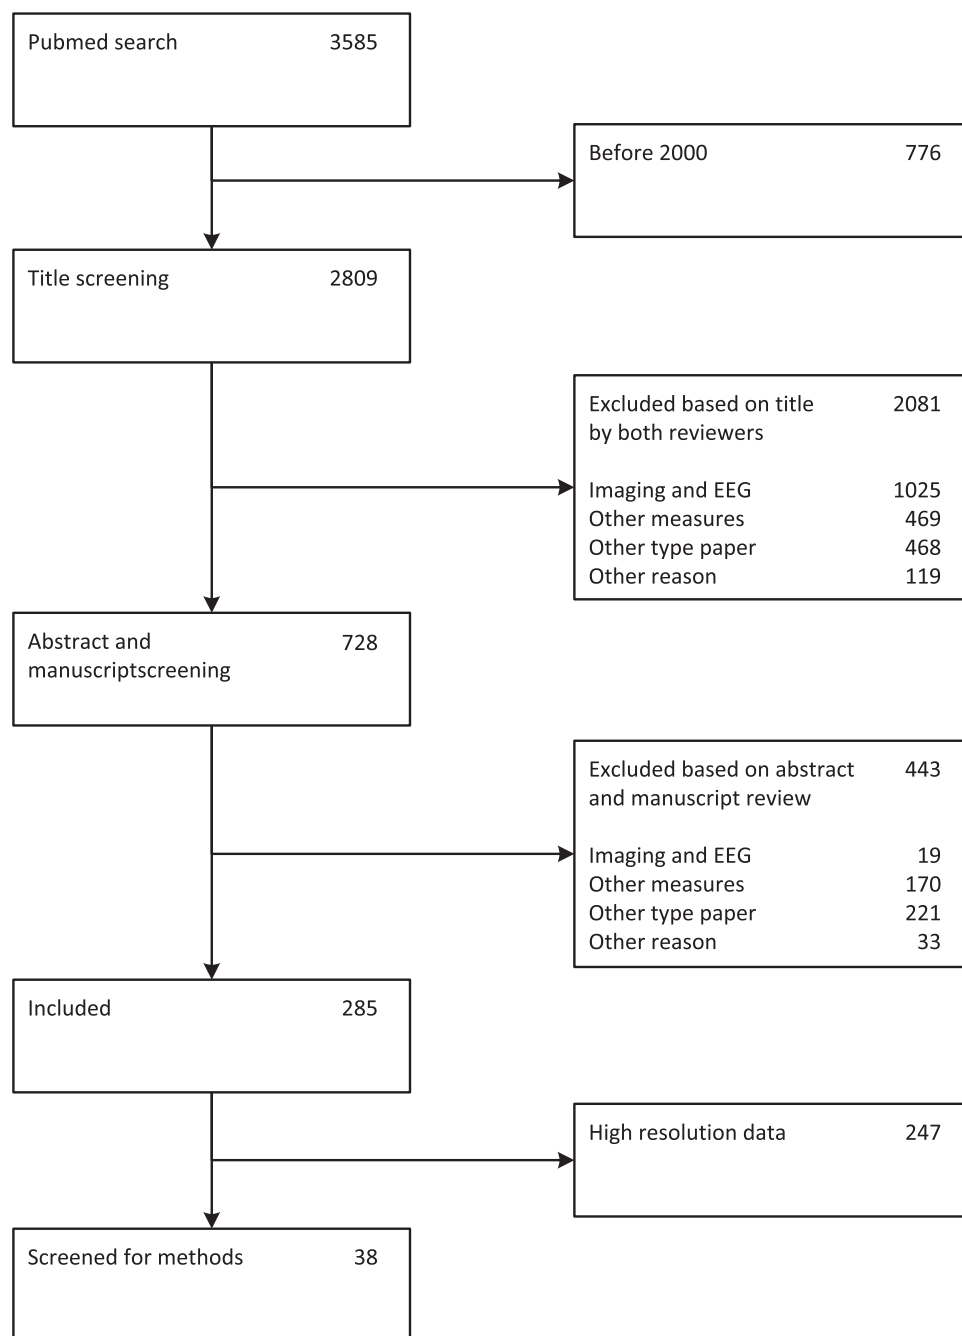 Pubmed search 3585
Before 2000 776
Title screening 2809
Excluded based on title 2081
by both reviewers
Imaging and EEG 1025
Other measures 469
Other type paper 468
Other reason 119
Abstract and 728
manuscriptscreening
Excluded based on abstract 443
and manuscript review
Imaging and EEG 19
Other measures 170
Other type paper 221
Other reason 33
Included 285
High resolution data 247
Screened for methods 38